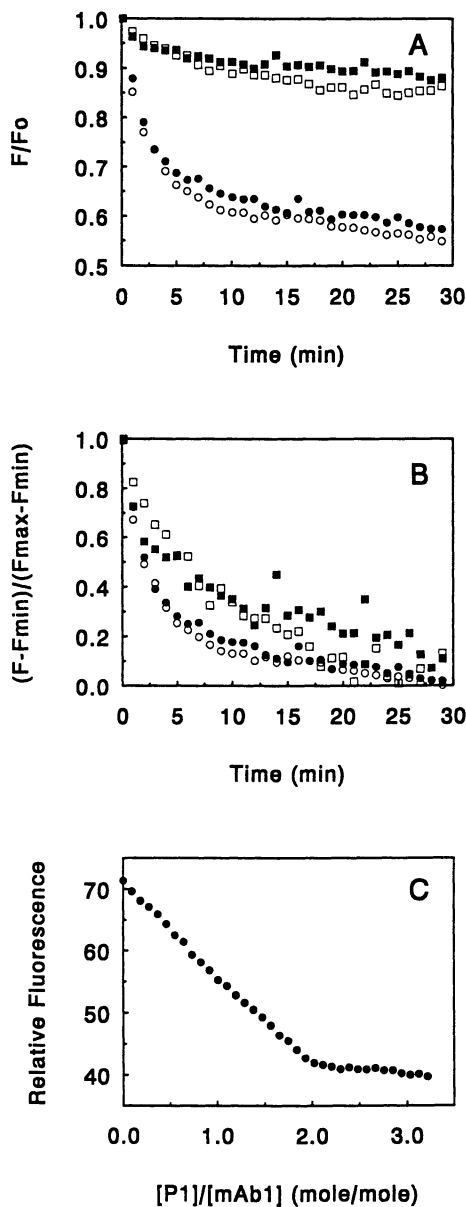 A
1.0
0.9
0.8
0.7
0.6
0.5
F/Fo
0 5 10 15 20 25 30
Time (min)
B
1.0
0.8
0.6
0.4
0.2
0.0
(F-Fmin)/(Fmax-Fmin)
0 5 10 15 20 25 30
Time (min)
C
70
60
50
40
Relative Fluorescence
0.0 1.0 2.0 3.0
[P1]/[mAb1] (mole/mole)